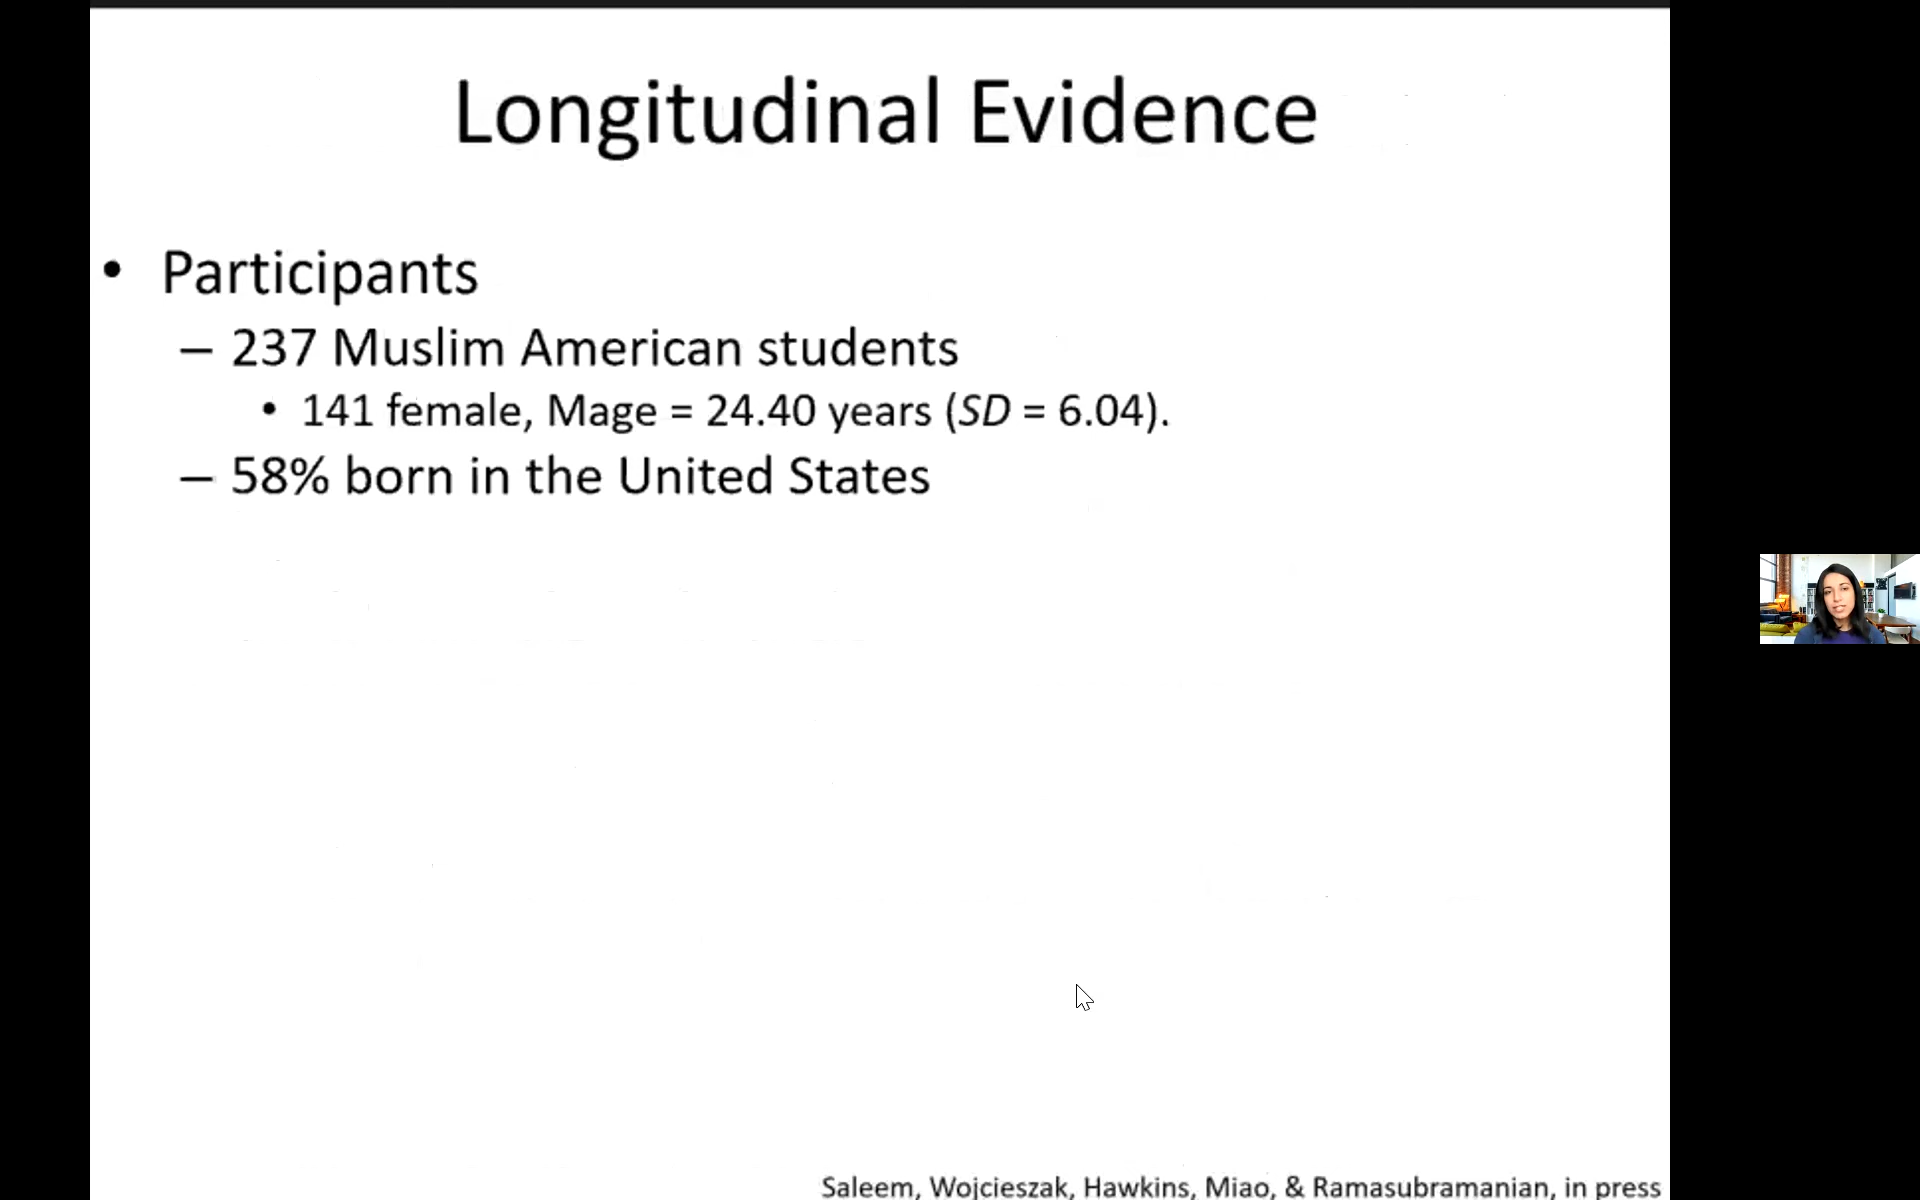 Longitudinal Evidence
• Participants
– 237 Muslim American students
• 141 female, Mage = 24.40 years (SD = 6.04).
– 58% born in the United States
Saleem, Wojcieszak, Hawkins, Miao, & Ramasubramanian, in press